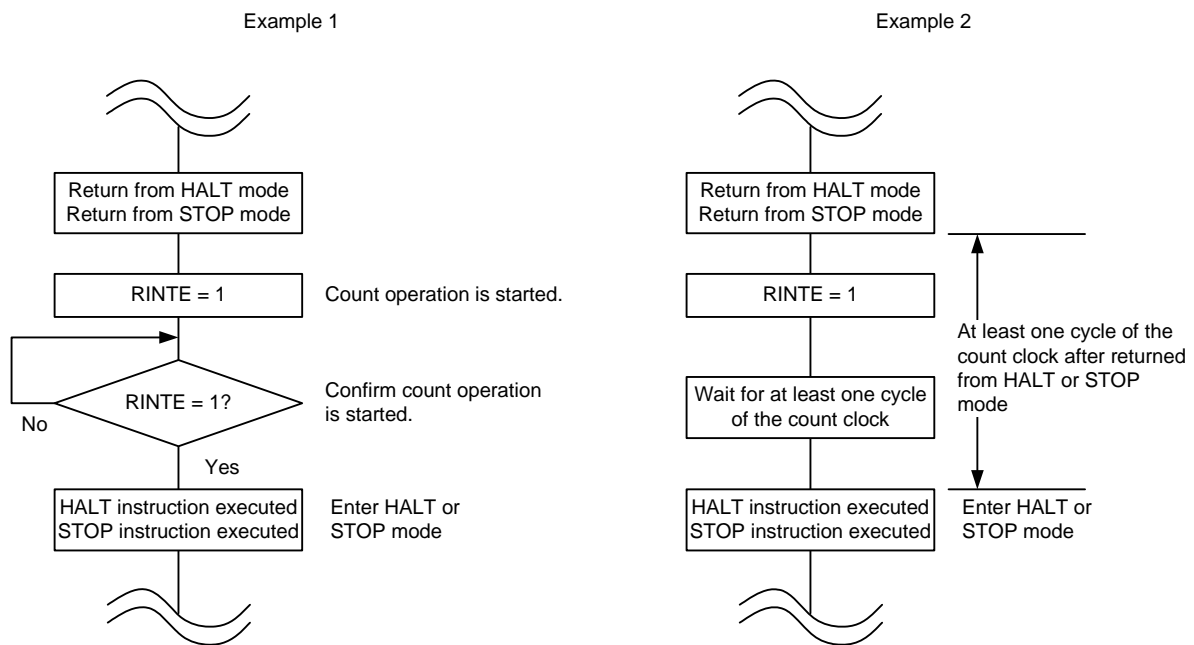 Example 1
Return from HALT mode
Return from STOP mode
RINTE = 1
Count operation is started.
RINTE = 1?
Confirm count operation
is started.
No
Yes
HALT instruction executed
STOP instruction executed
Enter HALT or
STOP mode
Example 2
Return from HALT mode
Return from STOP mode
RINTE = 1
Wait for at least one cycle
of the count clock
At least one cycle of the
count clock after returned
from HALT or STOP
mode
HALT instruction executed
STOP instruction executed
Enter HALT or
STOP mode